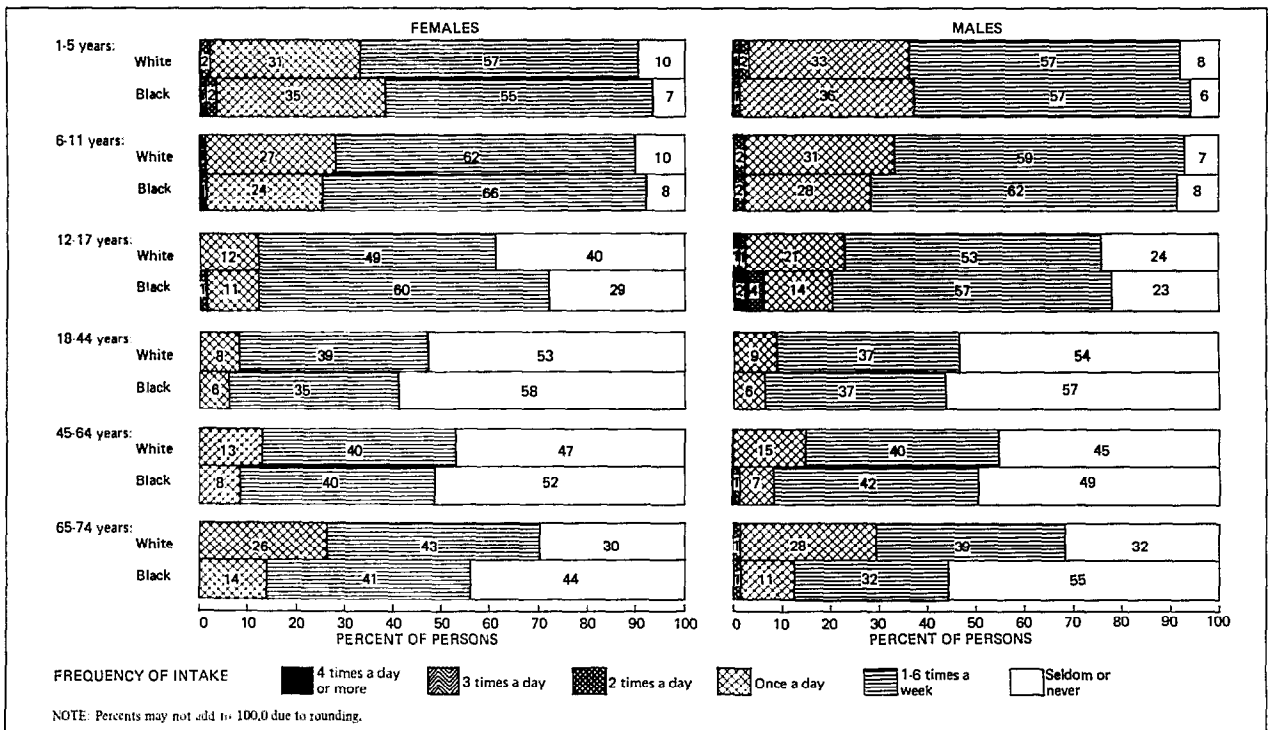 FEMALES MALES
1-5 years:
White 2 31 57 10 1 2 33 57 8
Black 1 2 35 55 7 1 36 57 6
6-11 years:
White 1 27 62 10 2 31 59 7
Black 1 24 66 8 2 28 62 8
12-17 years:
White 12 49 40 1 1 21 53 24
Black 1 11 60 29 2 4 14 57 23
18-44 years:
White 8 39 53 9 37 54
Black 6 35 58 6 37 57
45-64 years:
White 13 40 47 15 40 45
Black 8 40 52 1 7 42 49
65-74 years:
White 26 43 30 1 28 39 32
Black 14 41 44 1 11 32 55
0 10 20 30 40 50 60 70 80 90 100 0 10 20 30 40 50 60 70 80 90 100
PERCENT OF PERSONS PERCENT OF PERSONS
FREQUENCY OF INTAKE 4 times a day or more 3 times a day 2 times a day Once a day 1-6 times a week Seldom or never
NOTE: Percents may not add to 100.0 due to rounding.